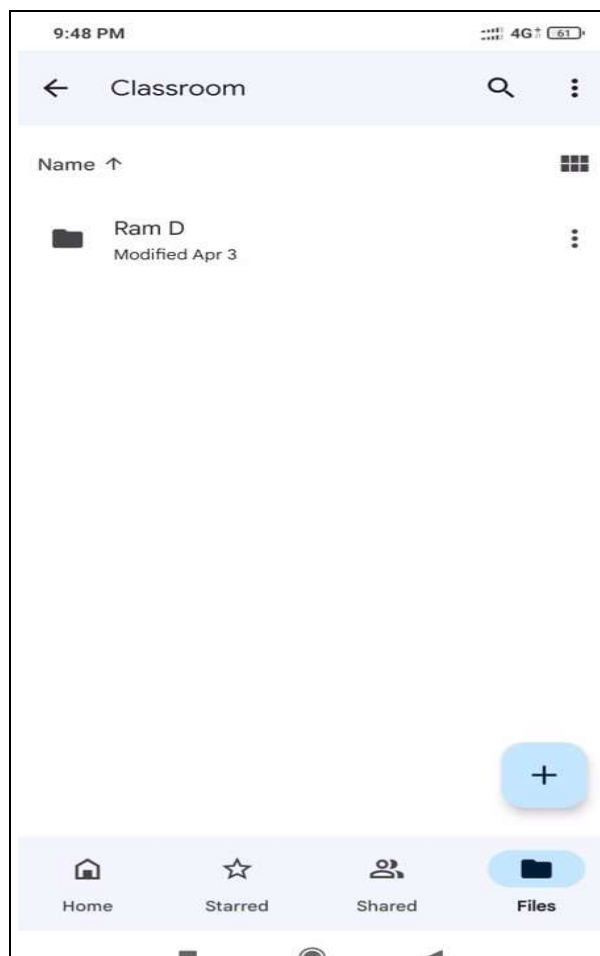 9:48 PM 4G+ 61
Classroom
Name ↑
Ram D
Modified Apr 3
Home Starred Shared Files